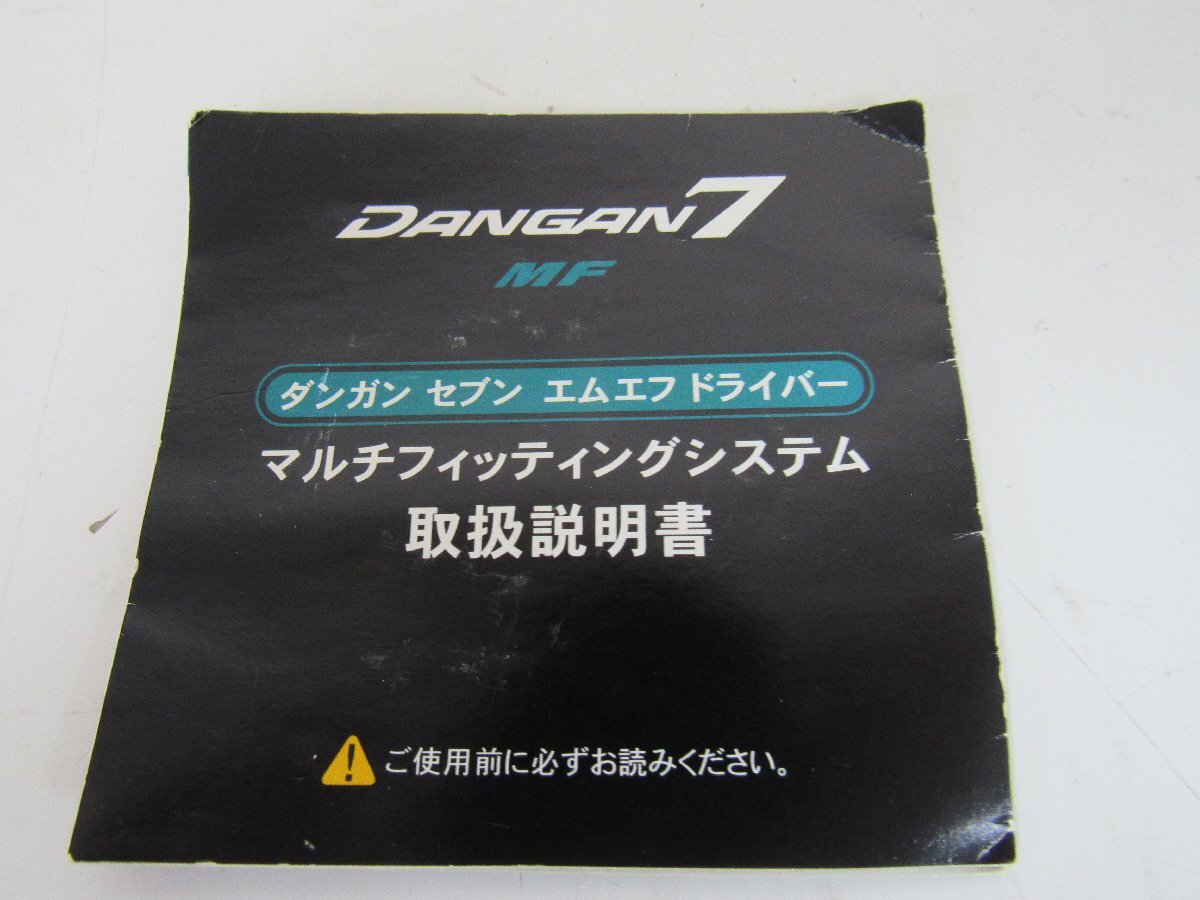 DANGAN7
MF
ダンガン セブン エムエフ ドライバー
マルチフィッティングシステム
取扱説明書
ご使用前に必ずお読みください。